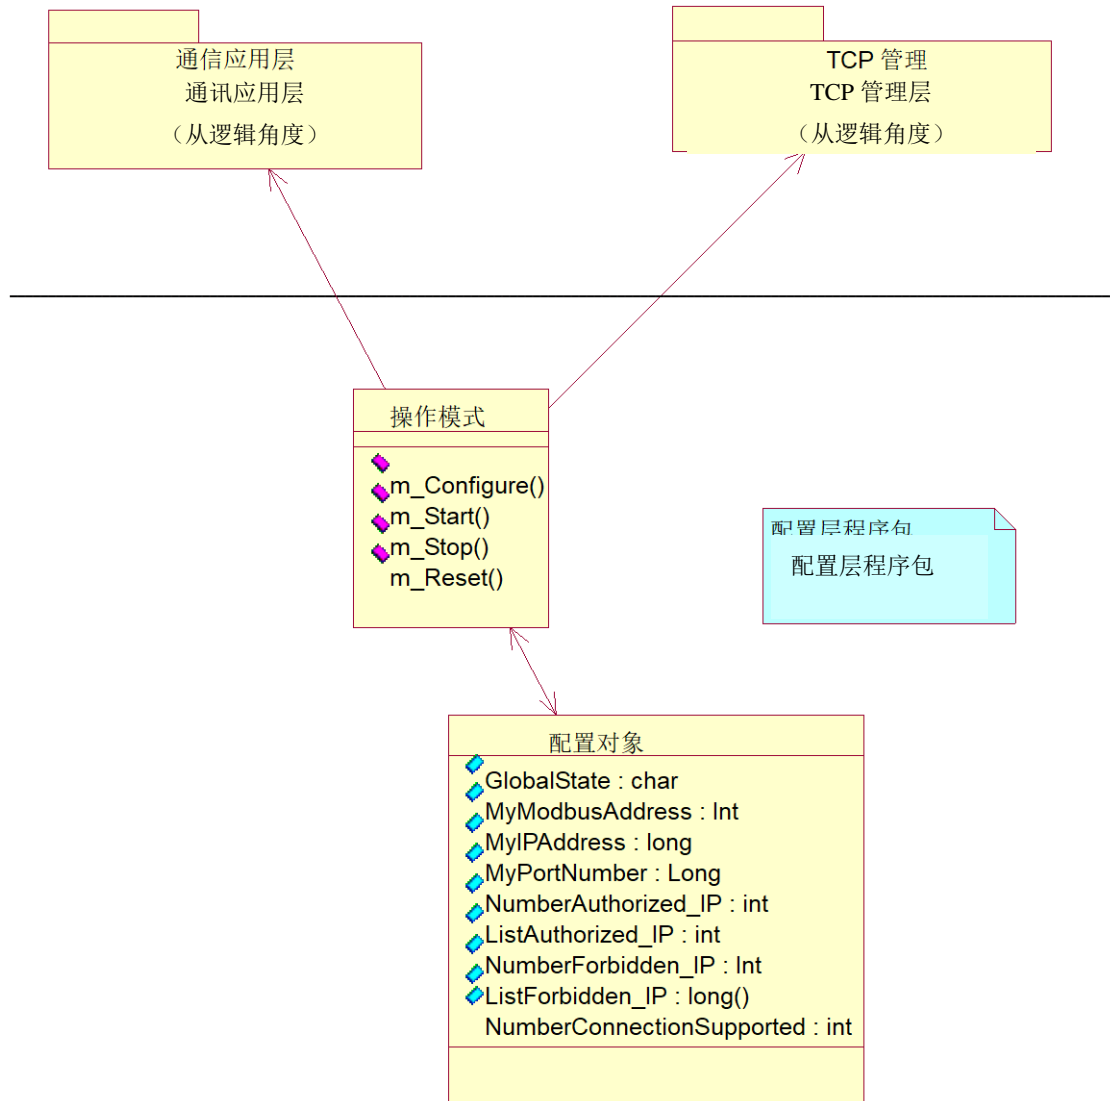 通信应用层
通讯应用层
（从逻辑角度）
TCP 管理
TCP 管理层
（从逻辑角度）
操作模式
m_Configure()
m_Start()
m_Stop()
m_Reset()
配置层程序包
配置层程序包
配置对象
GlobalState : char
MyModbusAddress : Int
MyIPAddress : long
MyPortNumber : Long
NumberAuthorized_IP : int
ListAuthorized_IP : int
NumberForbidden_IP : Int
ListForbidden_IP : long()
NumberConnectionSupported : int